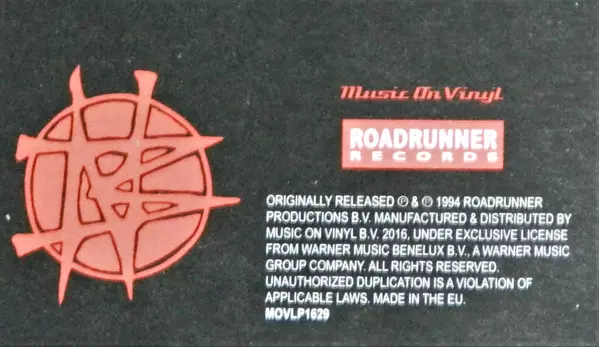 Music On Vinyl
ROADRUNNER
RECORDS
ORIGINALLY RELEASED ℗ & ℗ 1994 ROADRUNNER
PRODUCTIONS B.V. MANUFACTURED & DISTRIBUTED BY
MUSIC ON VINYL B.V. 2016, UNDER EXCLUSIVE LICENSE
FROM WARNER MUSIC BENELUX B.V., A WARNER MUSIC
GROUP COMPANY. ALL RIGHTS RESERVED.
UNAUTHORIZED DUPLICATION IS A VIOLATION OF
APPLICABLE LAWS. MADE IN THE EU.
MOVLP1629